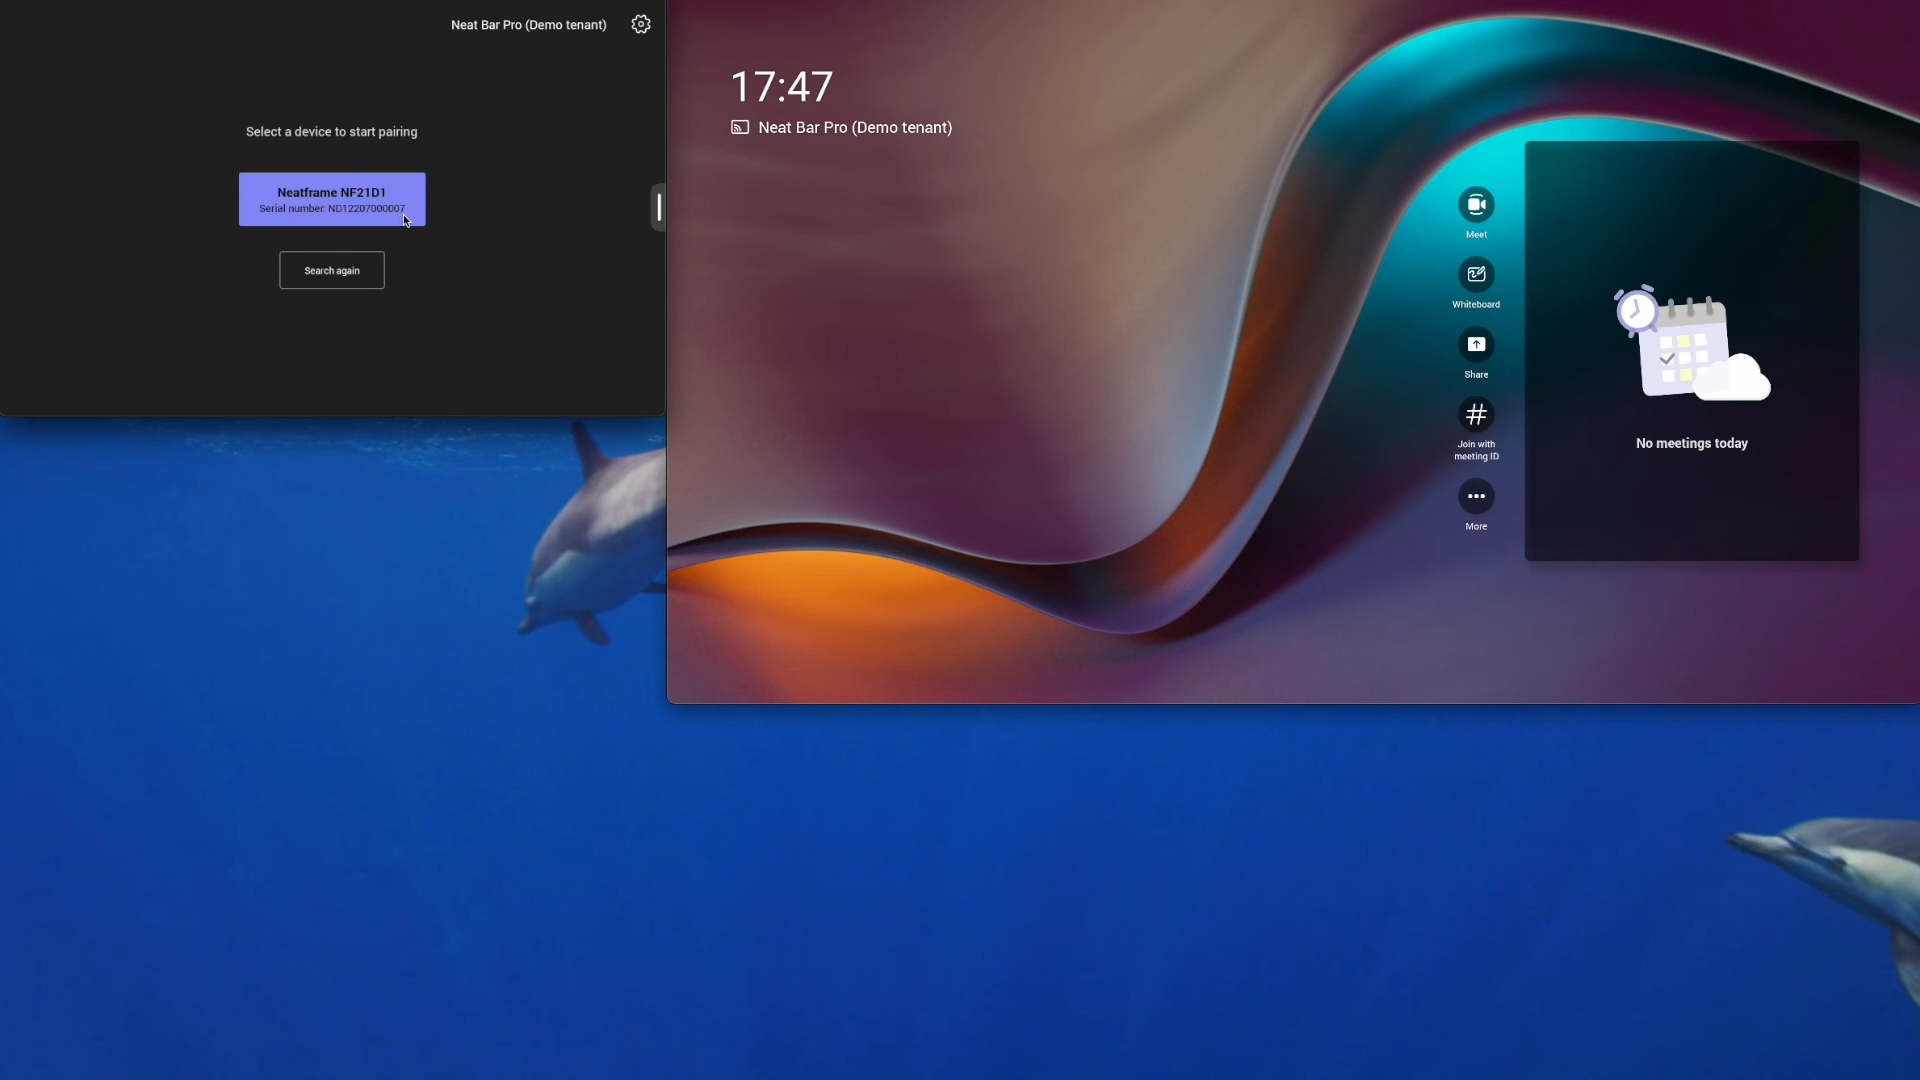 Neat Bar Pro (Demo tenant)
Select a device to start pairing
Neatframe NF21D1
Serial number: ND12207000007
Search again
17:47
Neat Bar Pro (Demo tenant)
Meet
Whiteboard
Share
Join with
meeting ID
More
No meetings today